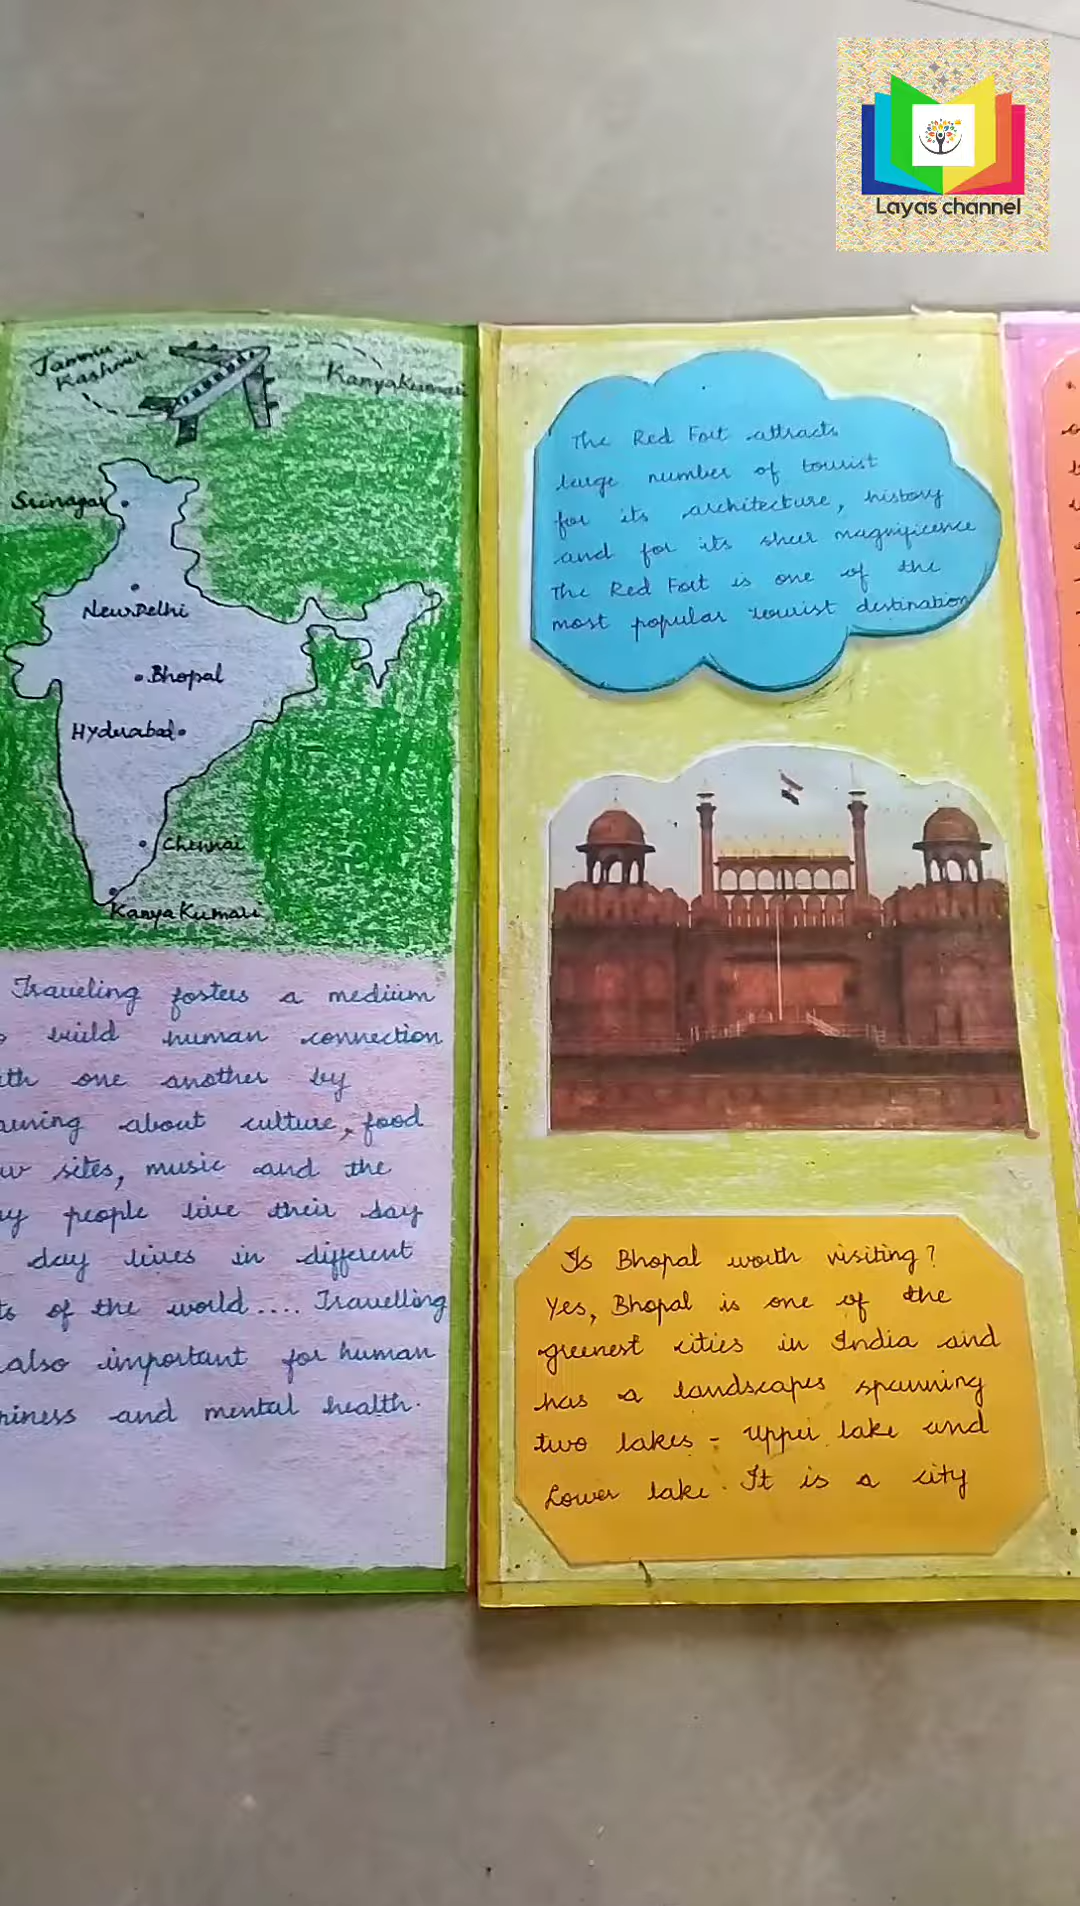 Layas channel
Jammu
Kashmir
KanyaKumari
Srinagar
New Delhi
Bhopal
Hyderabad
Chennai
KanyaKumari
Traveling fosters a medium
build human connection
one another by
about culture, food
sites, music and the
people live their day
day lives in different
of the world.... Travelling
also important for human
and mental health.
The Red Fort attracts
large number of tourist
for its architecture, history
and for its sheer magnificence
The Red Fort is one of the
most popular tourist destination
Is Bhopal worth visiting?
Yes, Bhopal is one of the
greenest cities in India and
has a landscapes spanning
two lakes - upper lake and
Lower lake. It is a city